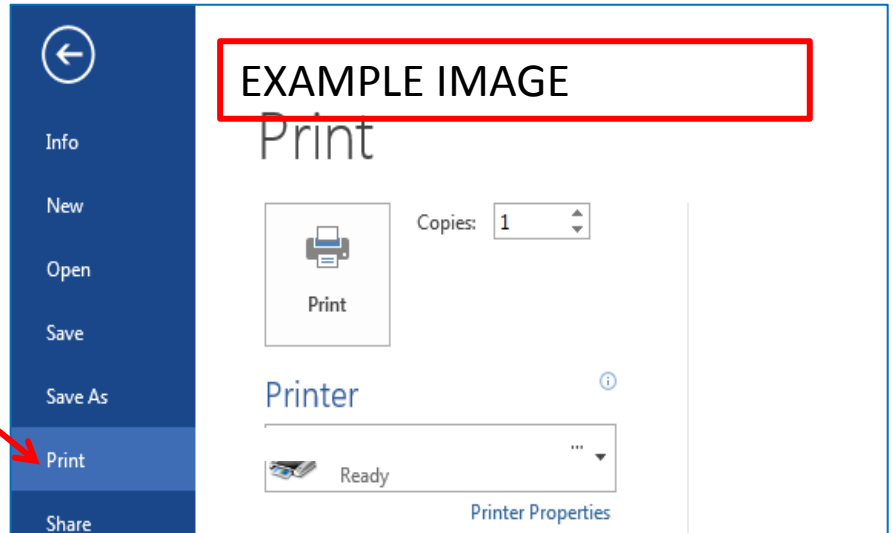 EXAMPLE IMAGE
Print
Info
New
Open
Save
Save As
Print
Share
Copies: 1
Print
Printer
...
Ready
Printer Properties